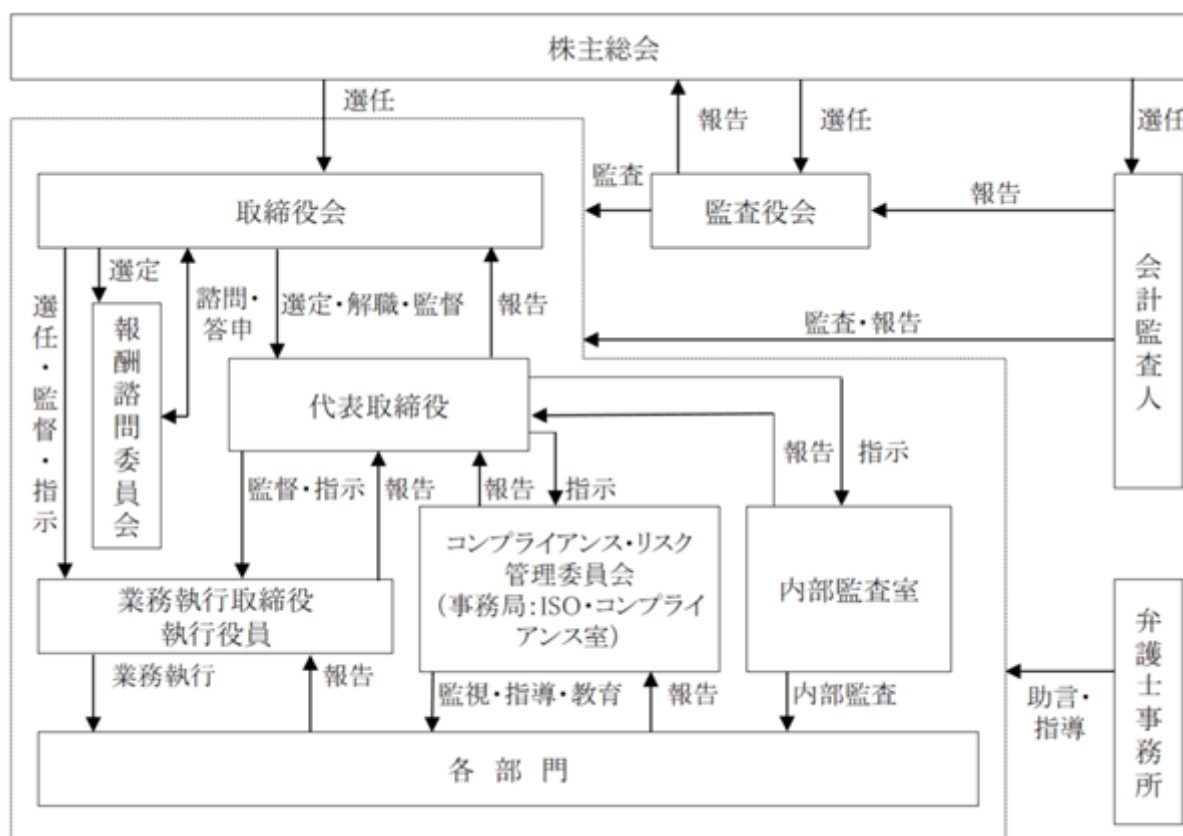 株主総会
選任
報告
選任
選任
取締役会
監査
監査役会
報告
選定
諮問・
答申
選定・解職・監督
報告
監査・報告
会計監査人
選任・監督・指示
報酬諮問委員会
代表取締役
監督・指示
報告
報告
指示
報告
指示
業務執行取締役
執行役員
コンプライアンス・リスク
管理委員会
(事務局:ISO・コンプライ
アンス室)
内部監査室
弁護士事務所
業務執行
報告
監視・指導・教育
報告
内部監査
助言・
指導
各 部 門